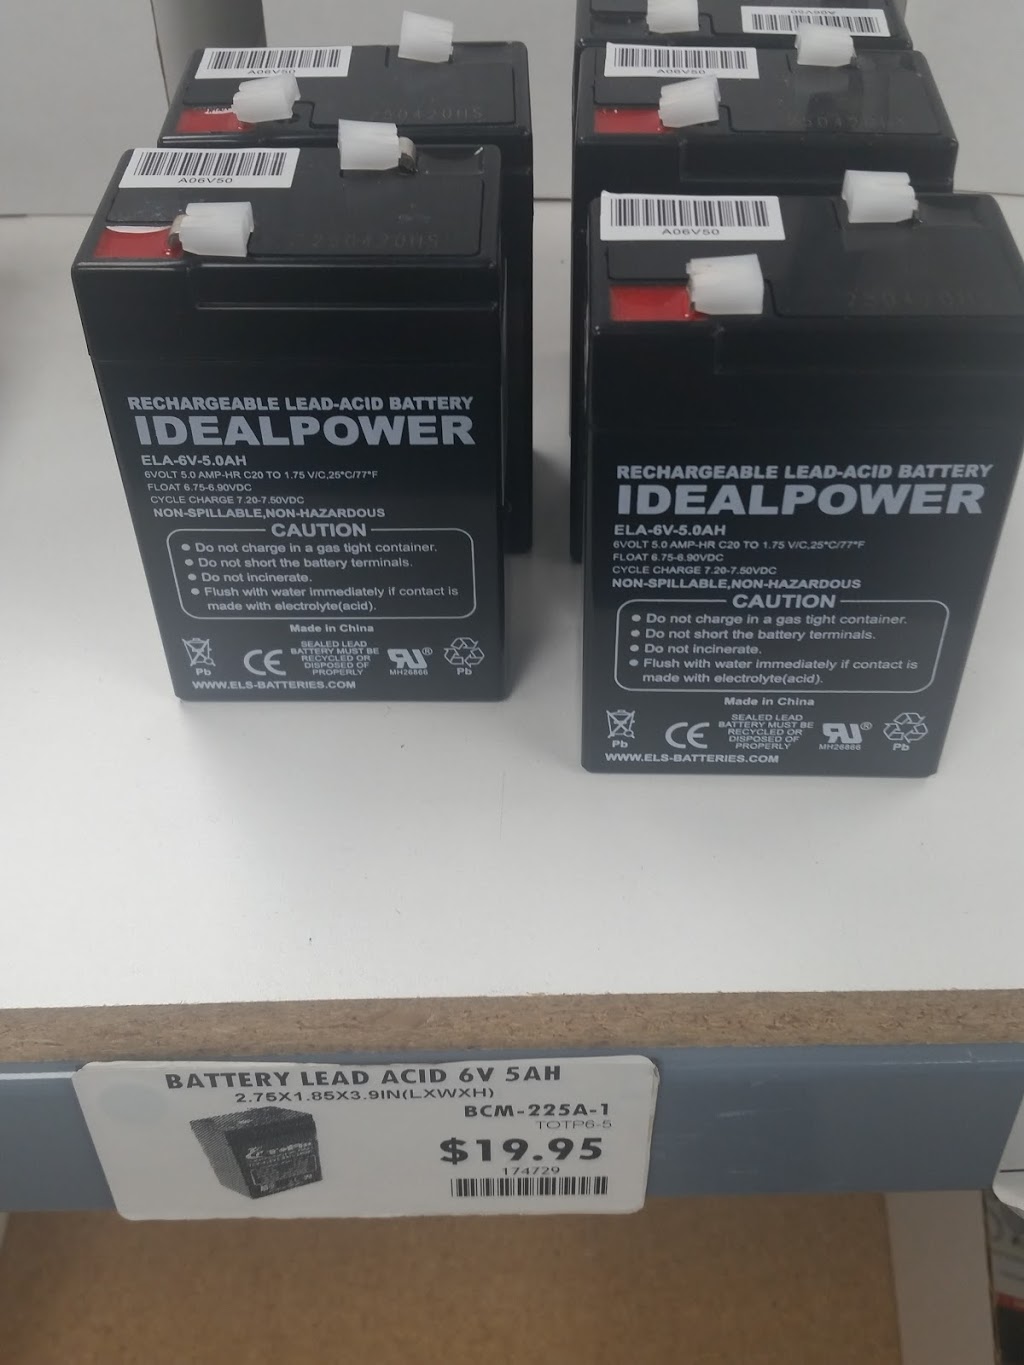 A06V50
250420HS
A06V50
250420HS
RECHARGEABLE LEAD-ACID BATTERY
IDEALPOWER
ELA-6V-5.0AH
6VOLT 5.0 AMP-HR C20 TO 1.75 V/C,25°C/77°F
FLOAT 6.75-6.90VDC
CYCLE CHARGE 7.20-7.50VDC
NON-SPILLABLE,NON-HAZARDOUS
CAUTION
• Do not charge in a gas tight container.
• Do not short the battery terminals.
• Do not incinerate.
• Flush with water immediately if contact is
made with electrolyte(acid).
Made in China
Pb
CE
SEALED LEAD
BATTERY MUST BE
RECYCLED OR
DISPOSED OF
PROPERLY
RU®
MH26866
Pb
WWW.ELS-BATTERIES.COM
A06V50
A06V50
250420HS
A06V50
250420HS
RECHARGEABLE LEAD-ACID BATTERY
IDEALPOWER
ELA-6V-5.0AH
6VOLT 5.0 AMP-HR C20 TO 1.75 V/C,25°C/77°F
FLOAT 6.75-6.90VDC
CYCLE CHARGE 7.20-7.50VDC
NON-SPILLABLE,NON-HAZARDOUS
CAUTION
• Do not charge in a gas tight container.
• Do not short the battery terminals.
• Do not incinerate.
• Flush with water immediately if contact is
made with electrolyte(acid).
Made in China
Pb
CE
SEALED LEAD
BATTERY MUST BE
RECYCLED OR
DISPOSED OF
PROPERLY
RU®
MH26866
Pb
WWW.ELS-BATTERIES.COM
BATTERY LEAD ACID 6V 5AH
2.75X1.85X3.9IN(LXWXH)
BCM-225A-1
TOTP6-5
$19.95
174729